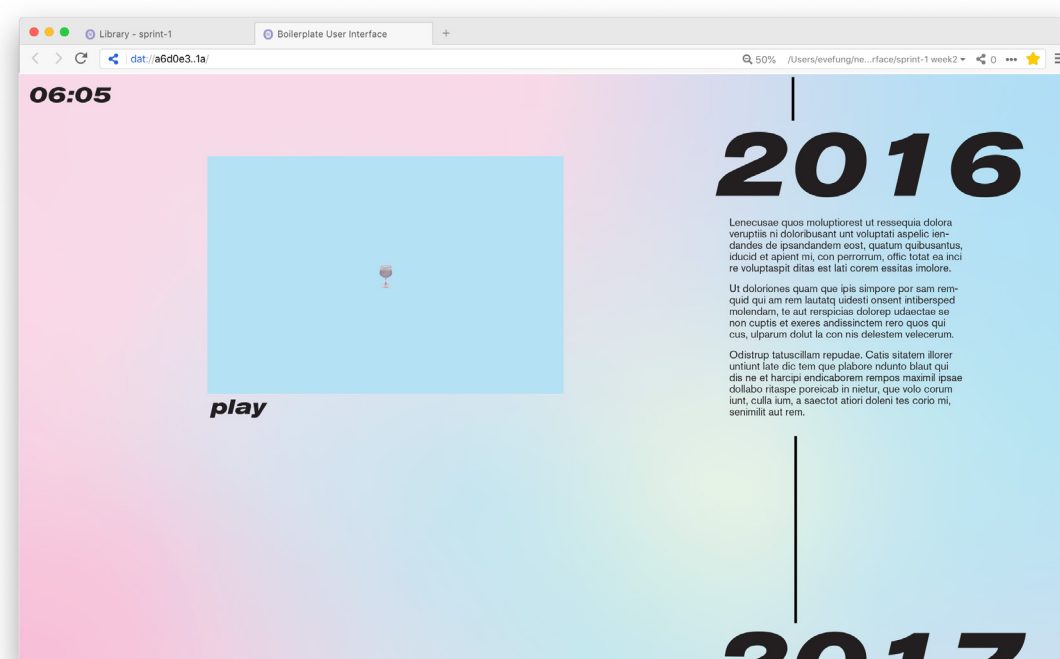 Library - sprint-1
Boilerplate User Interface
dat://a6d0e3..1a/
50%
/Users/evefung/ne...rface/sprint-1 week2
0
06:05
play
2016
Lenecusae quos moluptiorest ut ressequia dolora
veruptiis ni doloribusant unt voluptati aspelic ien-
dandes de ipsandandem eost, quatum quibusantus,
iducid et apient mi, con perrorrum, offic totat ea inci
re voluptaspit ditas est lati corem essitas imolore.
Ut doloriones quam que ipis simpore por sam rem-
quid qui am rem lautatq uidesti onsent intibersped
molendam, te aut rerspicias dolorep udaectae se
non cuptis et exeres andissinctem rero quos qui
cus, ulparum dolut la con nis delestem velecerum.
Odistrup tatuscillam repudae. Catis sitatem illorer
untiunt late dic tem que plabore ndunto blaut qui
dis ne et harcipi endicaborem rempos maximil ipsae
dollabo ritaspe poreicab in nietur, que volo corum
iunt, culla ium, a saectot atiori doleni tes corio mi,
senimilit aut rem.
2017